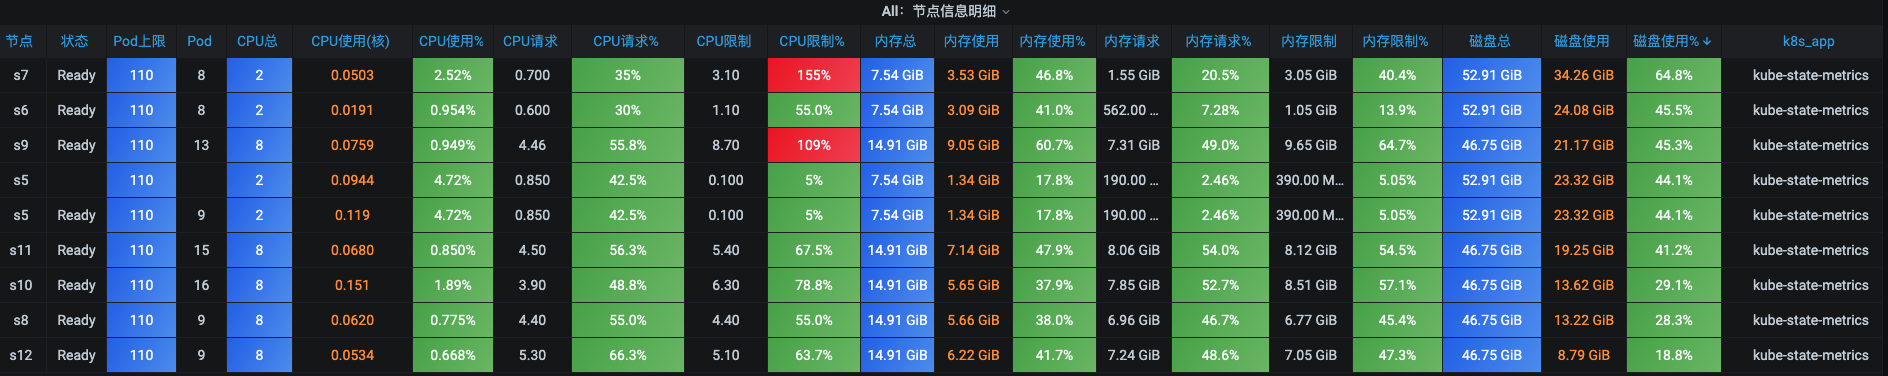 All：节点信息明细
节点 状态 Pod上限 Pod CPU总 CPU使用(核) CPU使用% CPU请求 CPU请求% CPU限制 CPU限制% 内存总 内存使用 内存使用% 内存请求 内存请求% 内存限制 内存限制% 磁盘总 磁盘使用 磁盘使用% k8s_app
s7 Ready 110 8 2 0.0503 2.52% 0.700 35% 3.10 155% 7.54 GiB 3.53 GiB 46.8% 1.55 GiB 20.5% 3.05 GiB 40.4% 52.91 GiB 34.26 GiB 64.8% kube-state-metrics
s6 Ready 110 8 2 0.0191 0.954% 0.600 30% 1.10 55.0% 7.54 GiB 3.09 GiB 41.0% 562.00 ... 7.28% 1.05 GiB 13.9% 52.91 GiB 24.08 GiB 45.5% kube-state-metrics
s9 Ready 110 13 8 0.0759 0.949% 4.46 55.8% 8.70 109% 14.91 GiB 9.05 GiB 60.7% 7.31 GiB 49.0% 9.65 GiB 64.7% 46.75 GiB 21.17 GiB 45.3% kube-state-metrics
s5 110 2 0.0944 4.72% 0.850 42.5% 0.100 5% 7.54 GiB 1.34 GiB 17.8% 190.00 ... 2.46% 390.00 M... 5.05% 52.91 GiB 23.32 GiB 44.1% kube-state-metrics
s5 Ready 110 9 2 0.119 4.72% 0.850 42.5% 0.100 5% 7.54 GiB 1.34 GiB 17.8% 190.00 ... 2.46% 390.00 M... 5.05% 52.91 GiB 23.32 GiB 44.1% kube-state-metrics
s11 Ready 110 15 8 0.0680 0.850% 4.50 56.3% 5.40 67.5% 14.91 GiB 7.14 GiB 47.9% 8.06 GiB 54.0% 8.12 GiB 54.5% 46.75 GiB 19.25 GiB 41.2% kube-state-metrics
s10 Ready 110 16 8 0.151 1.89% 3.90 48.8% 6.30 78.8% 14.91 GiB 5.65 GiB 37.9% 7.85 GiB 52.7% 8.51 GiB 57.1% 46.75 GiB 13.62 GiB 29.1% kube-state-metrics
s8 Ready 110 9 8 0.0620 0.775% 4.40 55.0% 4.40 55.0% 14.91 GiB 5.66 GiB 38.0% 6.96 GiB 46.7% 6.77 GiB 45.4% 46.75 GiB 13.22 GiB 28.3% kube-state-metrics
s12 Ready 110 9 8 0.0534 0.668% 5.30 66.3% 5.10 63.7% 14.91 GiB 6.22 GiB 41.7% 7.24 GiB 48.6% 7.05 GiB 47.3% 46.75 GiB 8.79 GiB 18.8% kube-state-metrics